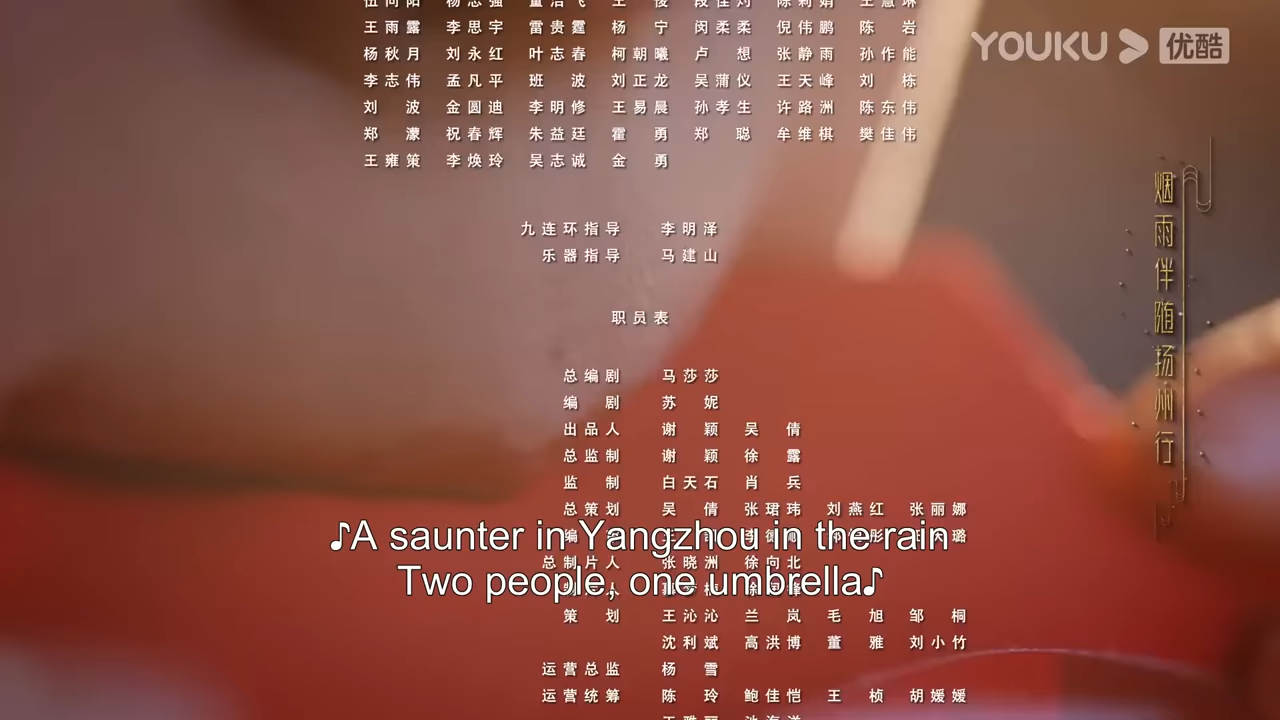 王雨露 李思宇 雷贵霆 杨宁 闵柔柔 倪伟鹏 陈岩
杨秋月 刘永红 叶志春 柯朝曦 卢想 张静雨 孙作能
李志伟 孟凡平 班波 刘正龙 吴蒲仪 王天峰 刘栋
刘波 金圆迪 李明修 王易晨 孙孝生 许路洲 陈东伟
郑濛 祝春辉 朱益廷 霍勇 郑聪 牟维棋 樊佳伟
王雍策 李焕玲 吴志诚 金勇
九连环指导 李明泽
乐器指导 马建山
职员表
总编剧 马莎莎
编剧 苏妮
出品人 谢颖 吴倩
总监制 谢颖 徐露
监制 白天石 肖兵
总策划 吴倩 张珺玮 刘燕红 张丽娜
总制片人 张晓洲 徐向北
策划 王沁沁 兰岚 毛旭 邹桐
沈利斌 高洪博 董雅 刘小竹
运营总监 杨雪
运营统筹 陈玲 鲍佳恺 王桢 胡媛媛
♪A saunter in Yangzhou in the rain
Two people, one umbrella♪
YOUKU 优酷
烟雨伴随扬州行